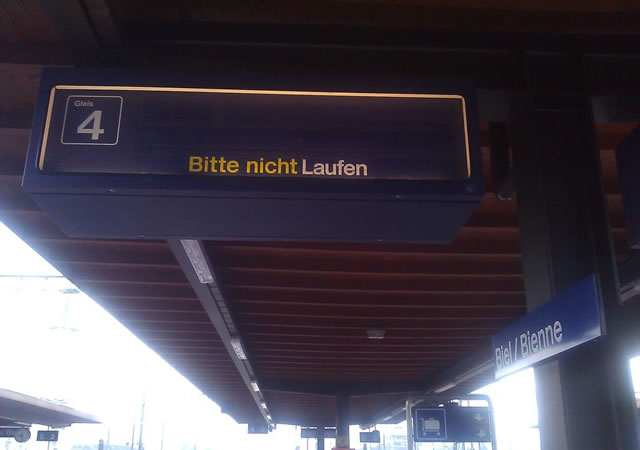 Gleis
4
Bitte nicht Laufen
Biel / Bienne